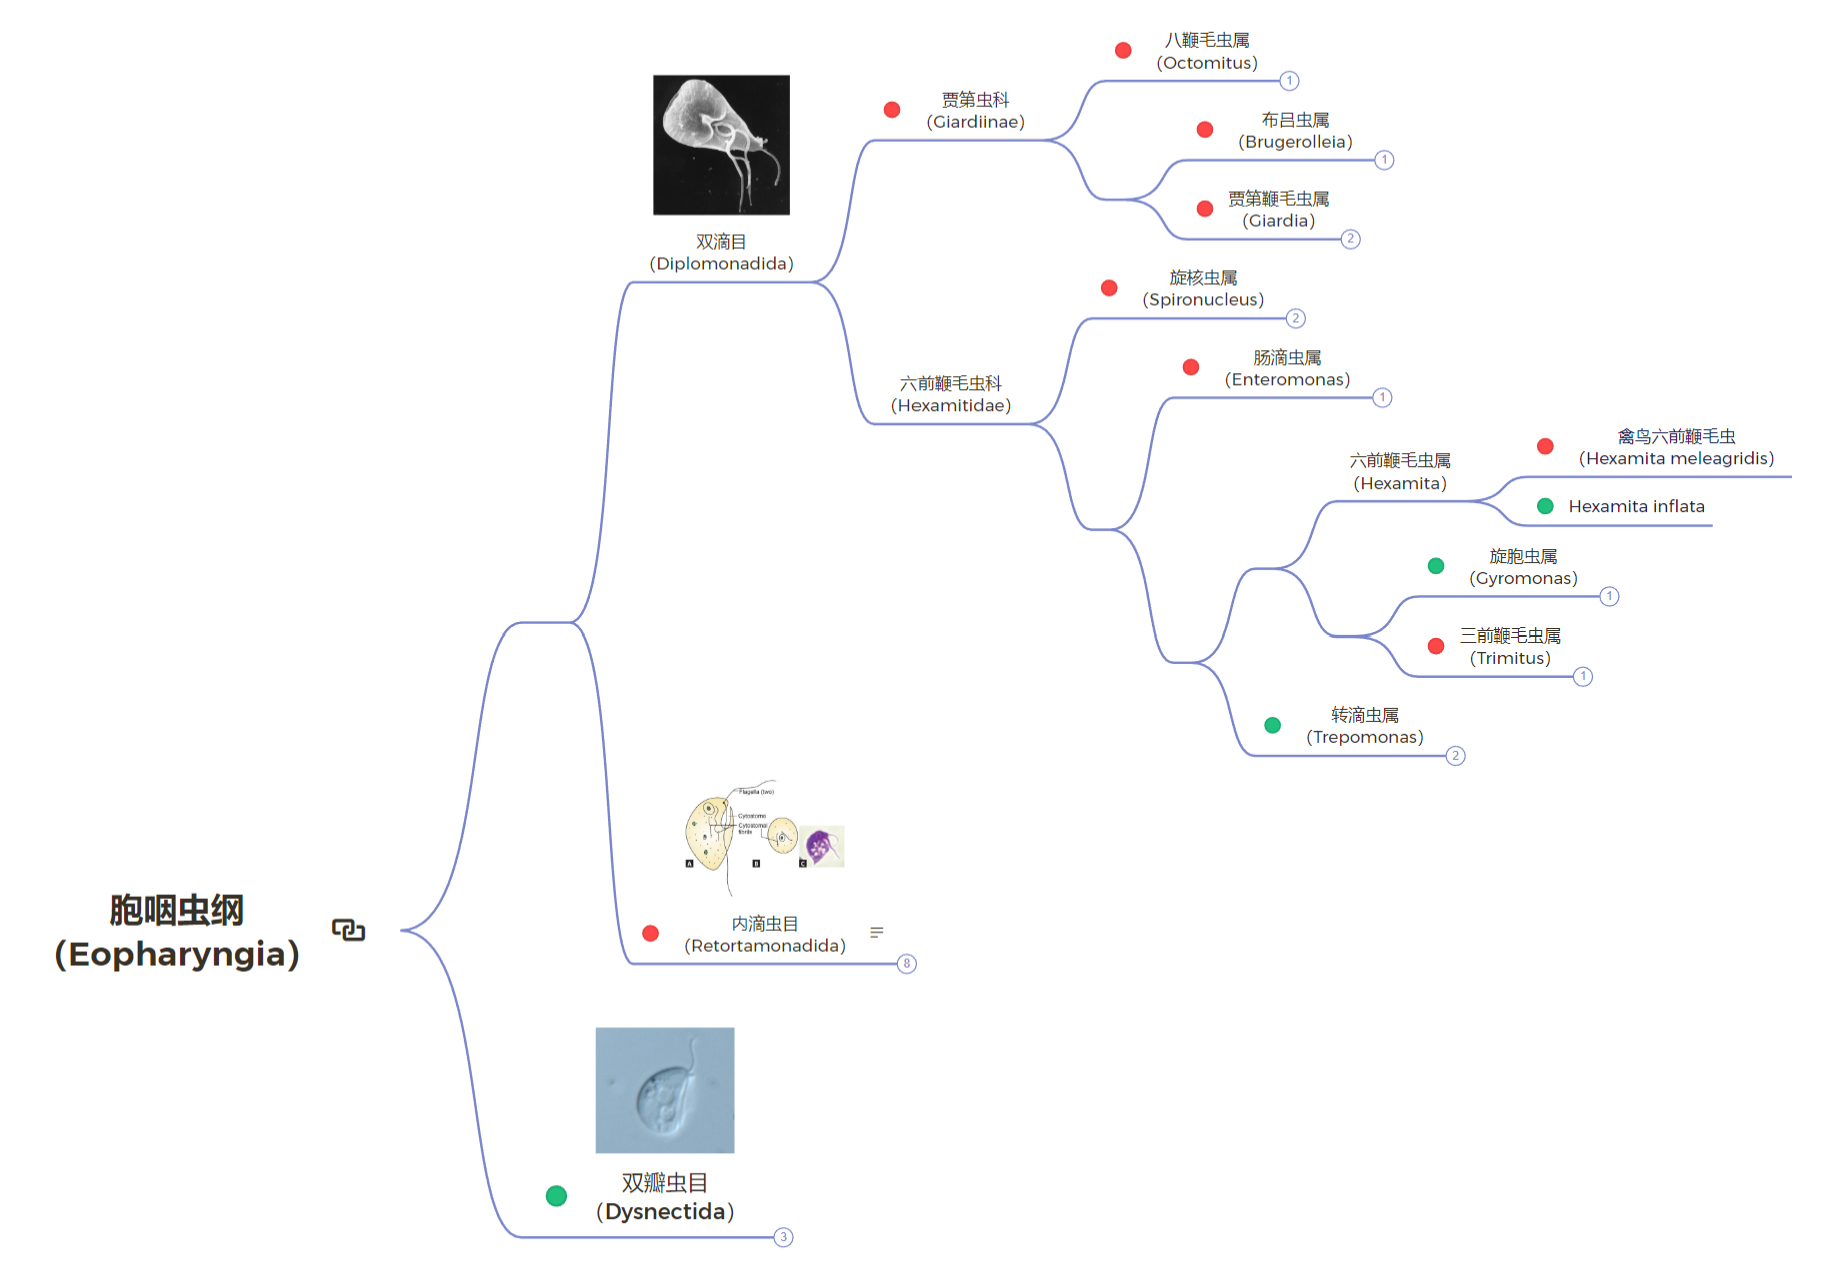 八鞭毛虫属
(Octomitus)
1
贾第虫科
(Giardiinae)
布吕虫属
(Brugerolleia)
1
贾第鞭毛虫属
(Giardia)
2
双滴目
(Diplomonadida)
旋核虫属
(Spironucleus)
2
肠滴虫属
(Enteromonas)
1
六前鞭毛虫科
(Hexamitidae)
禽鸟六前鞭毛虫
(Hexamita meleagridis)
六前鞭毛虫属
(Hexamita)
Hexamita inflata
旋胞虫属
(Gyromonas)
1
三前鞭毛虫属
(Trimitus)
1
转滴虫属
(Trepomonas)
2
Flagella (two)
Cytostome
Cytostomal
fibrils
A
B
C
内滴虫目
(Retortamonadida)
8
胞咽虫纲
(Eopharyngia)
双瓣虫目
(Dysnectida)
3